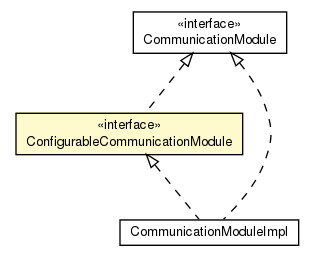 «interface»
CommunicationModule
«interface»
ConfigurableCommunicationModule
CommunicationModuleImpl